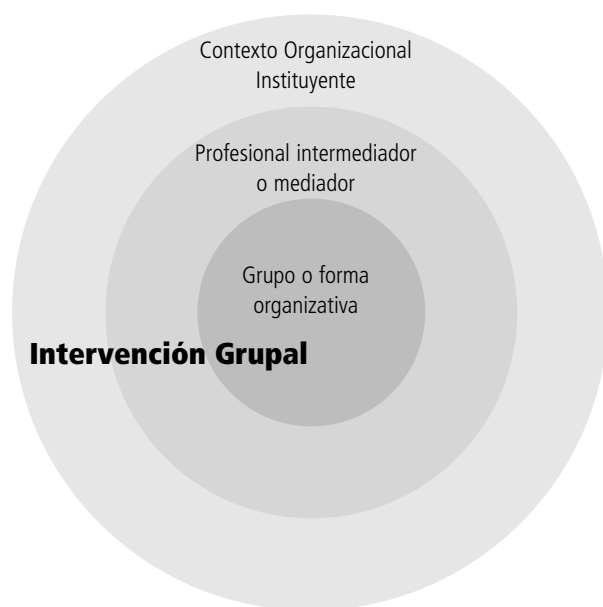 Contexto Organizacional
Instituyente
Profesional intermediador
o mediador
Grupo o forma
organizativa
Intervención Grupal